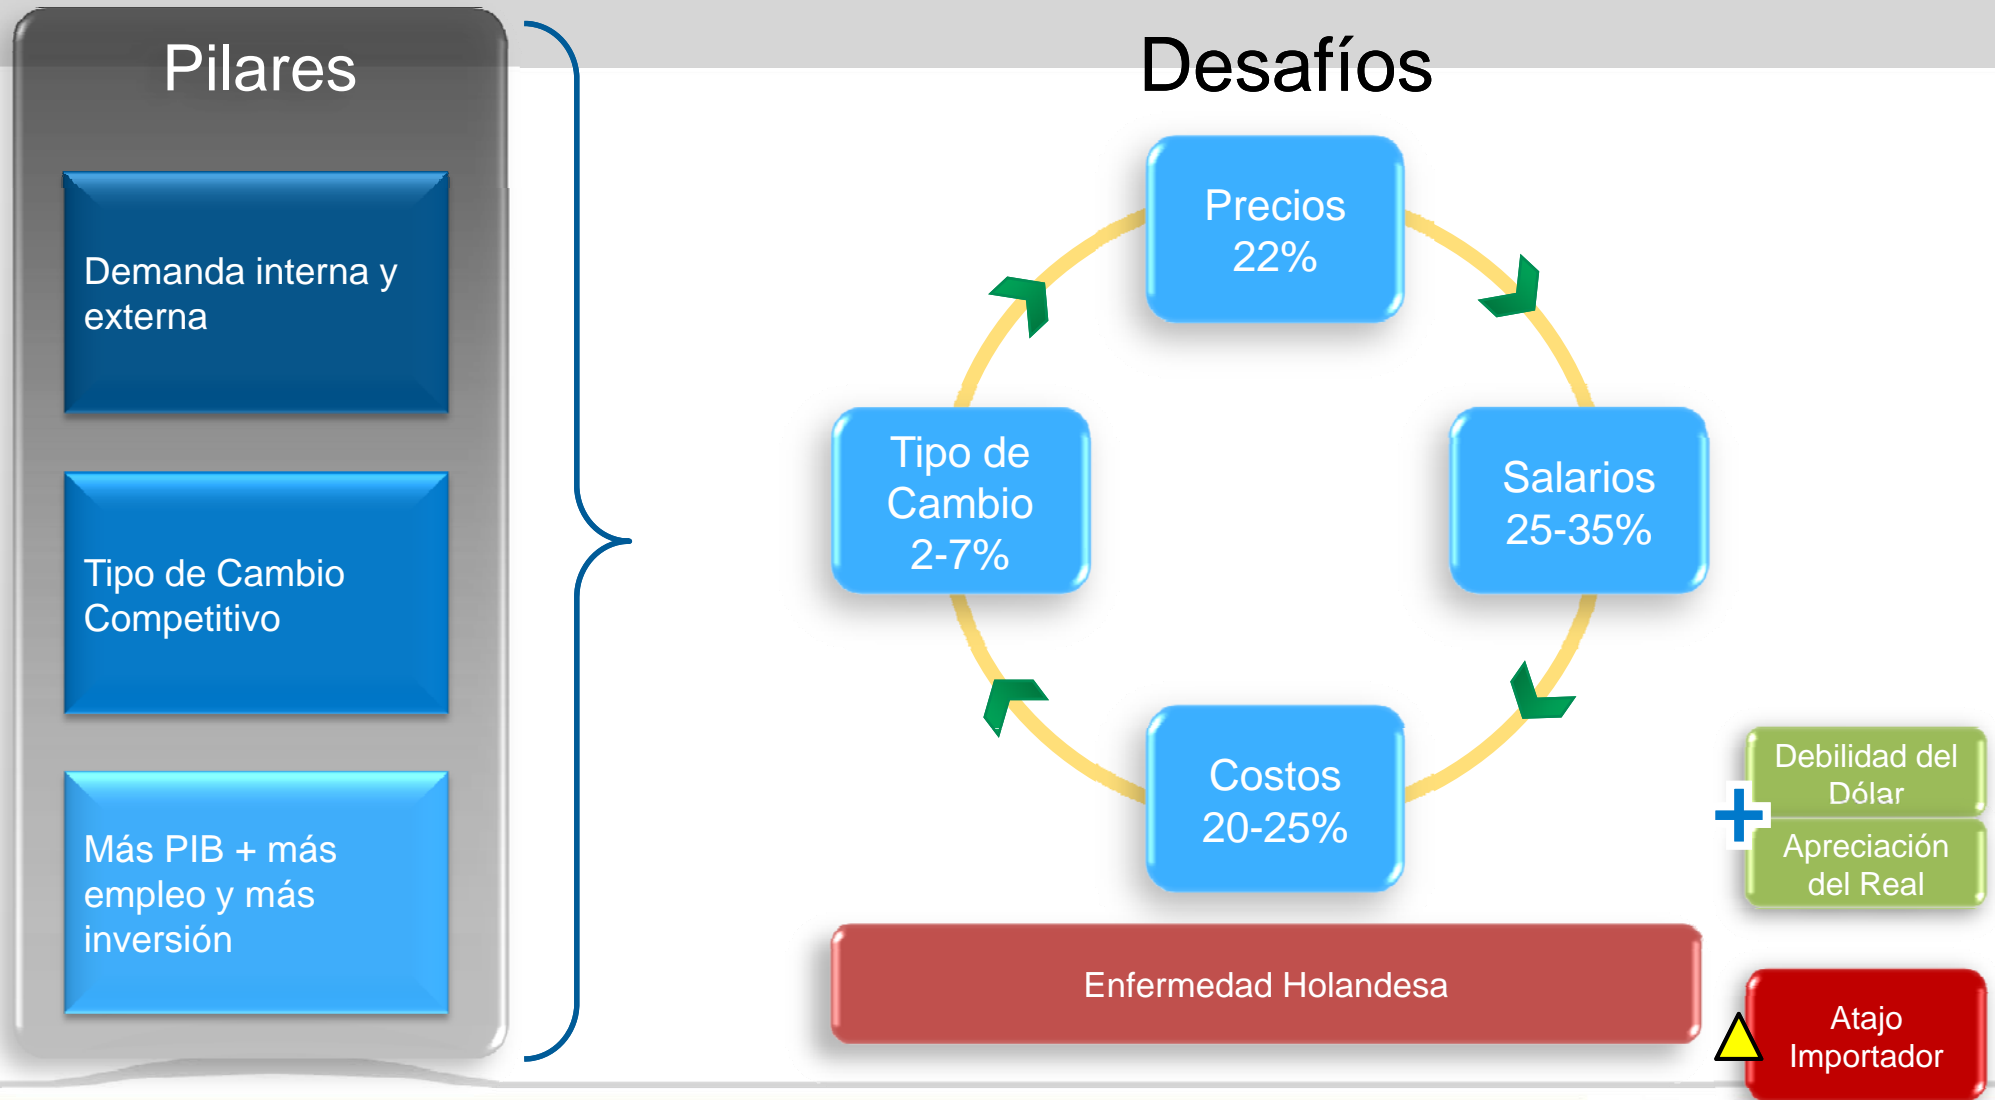 Pilares
Demanda interna y
externa
Tipo de Cambio
Competitivo
Más PIB + más
empleo y más
inversión
Desafíos
Precios
22%
Salarios
25-35%
Costos
20-25%
Tipo de
Cambio
2-7%
Enfermedad Holandesa
Debilidad del
Dólar
Apreciación
del Real
Atajo
Importador